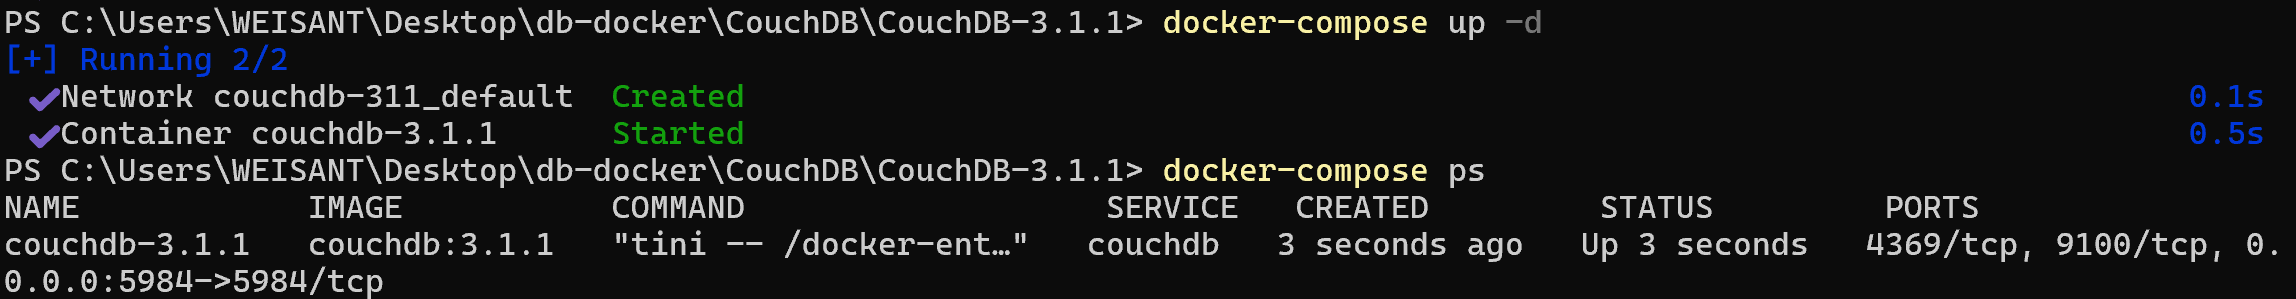 PS C:\Users\WEISANT\Desktop\db-docker\CouchDB\CouchDB-3.1.1> docker-compose up -d
[+] Running 2/2
✔Network couchdb-311_default  Created 0.1s
✔Container couchdb-3.1.1      Started 0.5s
PS C:\Users\WEISANT\Desktop\db-docker\CouchDB\CouchDB-3.1.1> docker-compose ps
NAME            IMAGE           COMMAND                   SERVICE   CREATED         STATUS         PORTS
couchdb-3.1.1   couchdb:3.1.1   "tini -- /docker-ent…"   couchdb   3 seconds ago   Up 3 seconds   4369/tcp, 9100/tcp, 0.
0.0.0:5984->5984/tcp